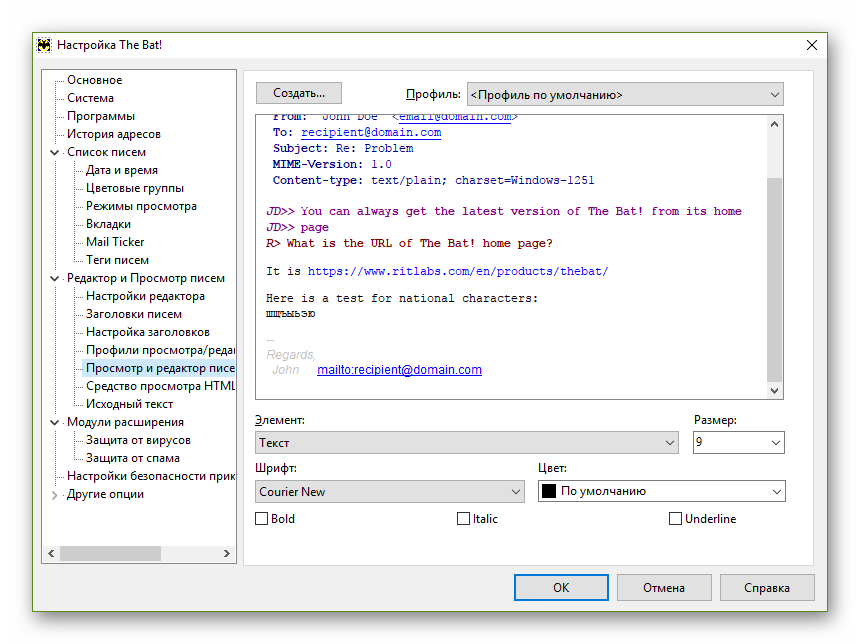 Настройка The Bat!
Основное
Система
Программы
История адресов
Список писем
Дата и время
Цветовые группы
Режимы просмотра
Вкладки
Mail Ticker
Теги писем
Редактор и Просмотр писем
Настройки редактора
Заголовки писем
Настройка заголовков
Профили просмотра/редан
Просмотр и редактор писе
Средство просмотра HTML
Исходный текст
Модули расширения
Защита от вирусов
Защита от спама
Настройки безопасности прик
Другие опции
Создать... Профиль: <Профиль по умолчанию>
From: "John Doe" <email@domain.com>
To: recipient@domain.com
Subject: Re: Problem
MIME-Version: 1.0
Content-type: text/plain; charset=Windows-1251
JD>> You can always get the latest version of The Bat! from its home
JD>> page
R> What is the URL of The Bat! home page?
It is https://www.ritlabs.com/en/products/thebat/
Here is a test for national characters:
шщъыьэю
--
Regards,
John mailto:recipient@domain.com
Элемент: Размер:
Текст 9
Шрифт: Цвет:
Courier New По умолчанию
Bold Italic Underline
OK Отмена Справка